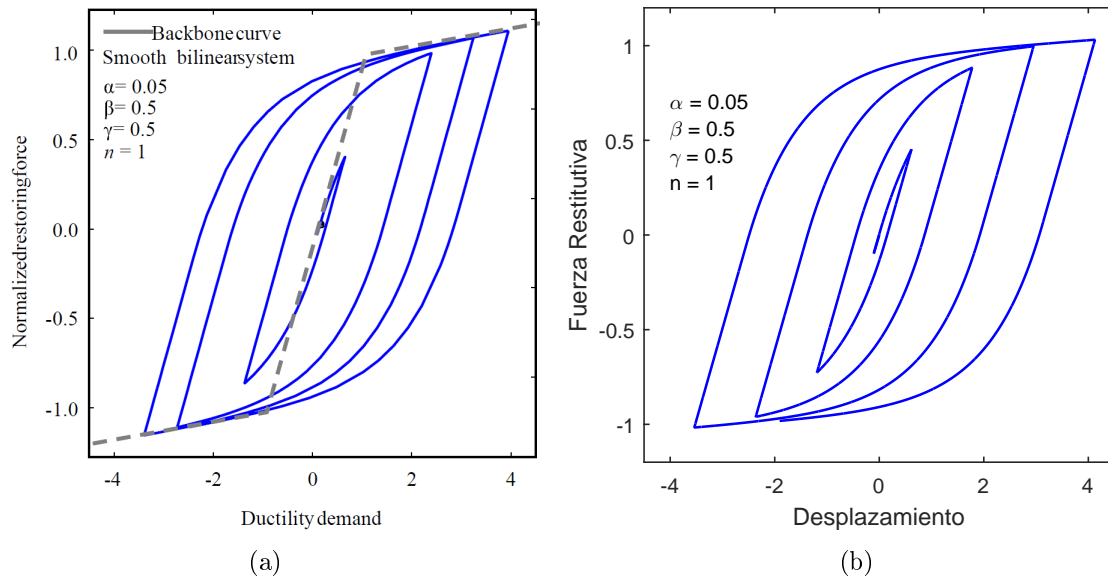 Backbone curve
Smooth bilinearsystem
α= 0.05
β= 0.5
γ= 0.5
n = 1
1.0
0.5
0.0
-0.5
-1.0
-4
-2
0
2
4
Normalizedrestoringforce
Ductility demand
(a)
α = 0.05
β = 0.5
γ = 0.5
n = 1
1
0.5
0
-0.5
-1
-4
-2
0
2
4
Fuerza Restitutiva
Desplazamiento
(b)